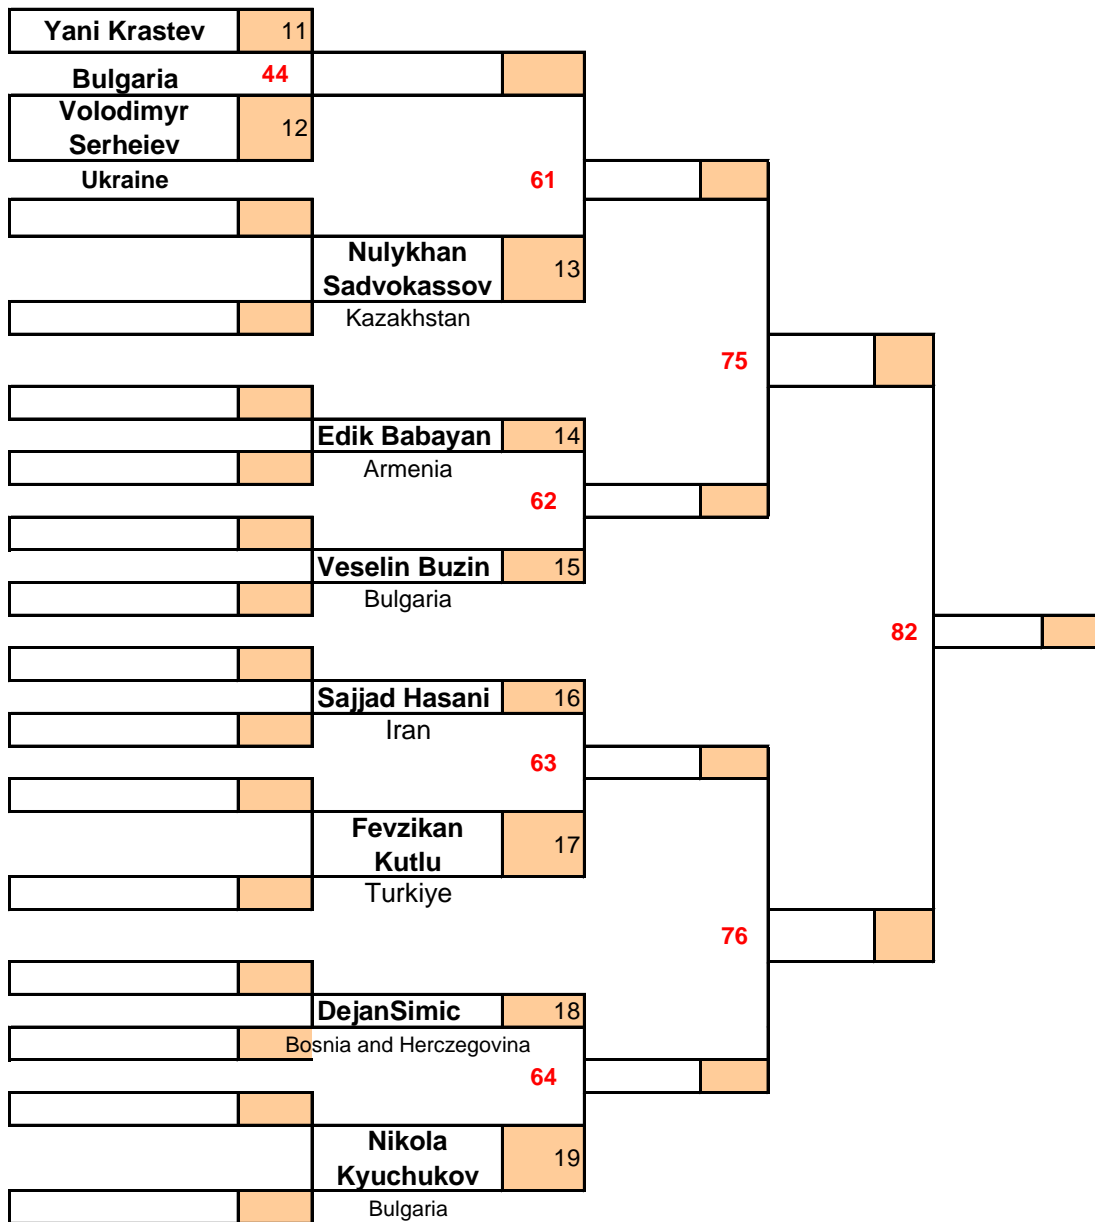 Yani Krastev 11
Bulgaria 44
Volodimyr
Serheiev 12
Ukraine 61
Nulykhan
Sadvokassov 13
Kazakhstan
75
Edik Babayan 14
Armenia
62
Veselin Buzin 15
Bulgaria
82
Sajjad Hasani 16
Iran
63
Fevzikan
Kutlu 17
Turkiye
76
DejanSimic 18
Bosnia and Herczegovina
64
Nikola
Kyuchukov 19
Bulgaria